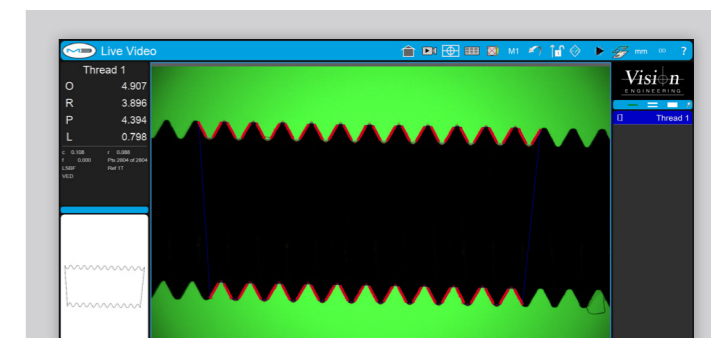 M3 Live Video
M1
mm
?
Thread 1
O 4.907
R 3.896
P 4.394
L 0.798
c 0.108 r 0.088
f 0.000 Pts 2804 of 2804
LSBF Ref 1T
VED
Vision
ENGINEERING
Thread 1